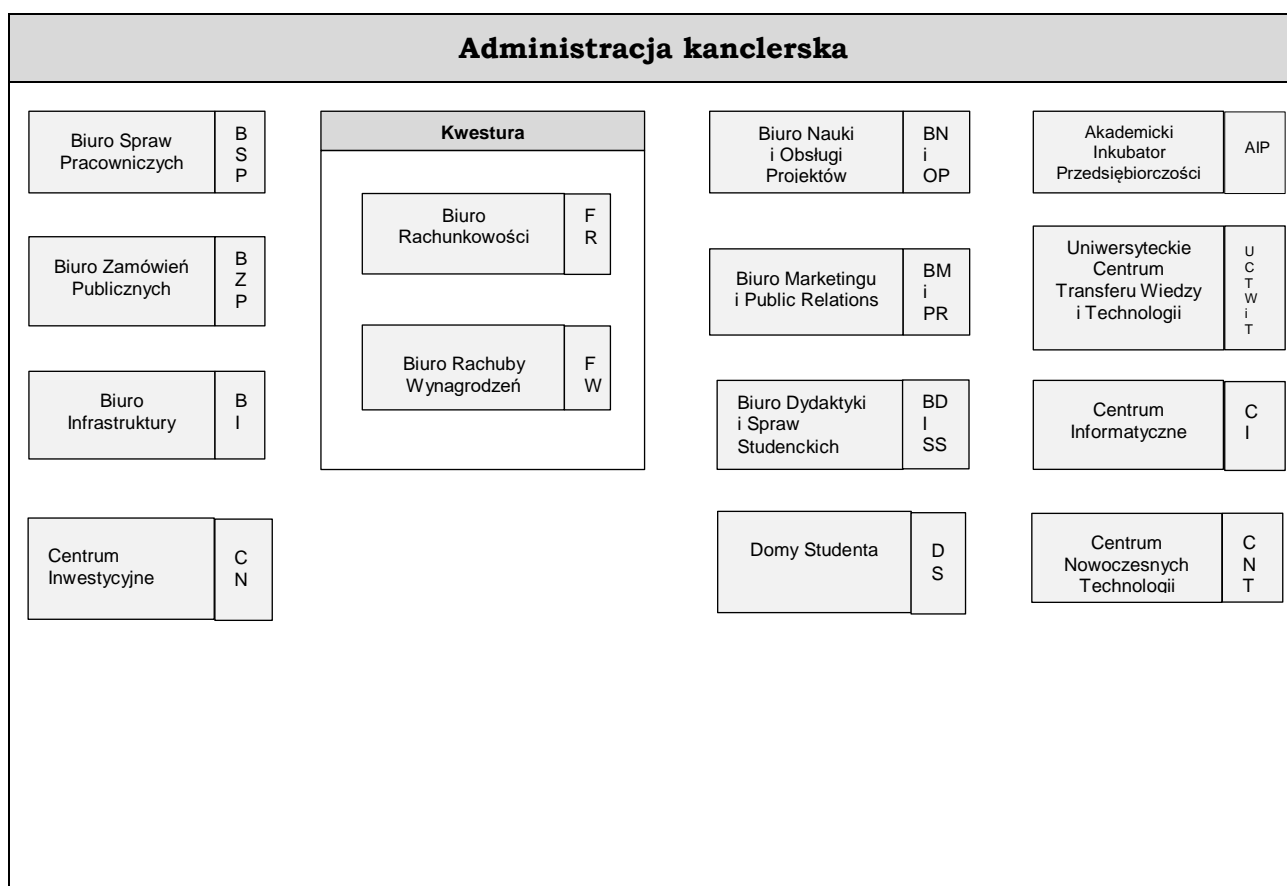 Administracja kanclerska
Biuro Spraw
Pracowniczych
B
S
P
Biuro Zamówień
Publicznych
B
Z
P
Biuro
Infrastruktury
B
I
Centrum
Inwestycyjne
C
N
Kwestura
Biuro
Rachunkowości
F
R
Biuro Rachuby
Wynagrodzeń
F
W
Biuro Nauki
i Obsługi
Projektów
BN
i
OP
Biuro Marketingu
i Public Relations
BM
i
PR
Biuro Dydaktyki
i Spraw
Studenckich
BD
I
SS
Domy Studenta
D
S
Akademicki
Inkubator
Przedsiębiorczości
AIP
Uniwersyteckie
Centrum
Transferu Wiedzy
i Technologii
U
C
T
W
i
T
Centrum
Informatyczne
C
I
Centrum
Nowoczesnych
Technologii
C
N
T